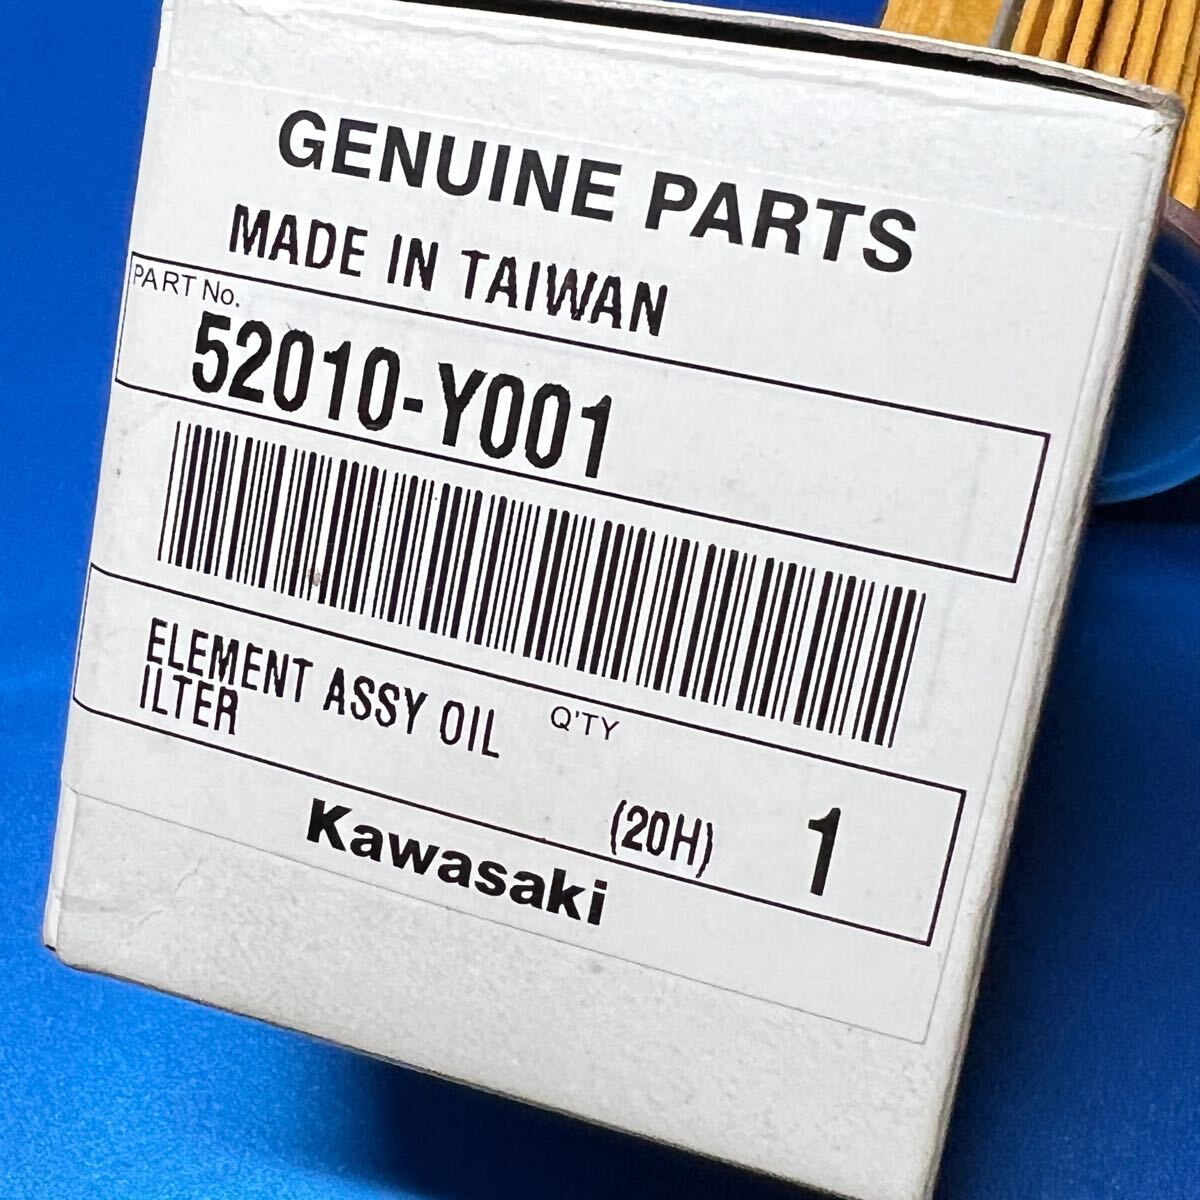 GENUINE PARTS
MADE IN TAIWAN
PART No.
52010-Y001
ELEMENT ASSY OIL
ILTER
Q'TY
(20H) 1
Kawasaki